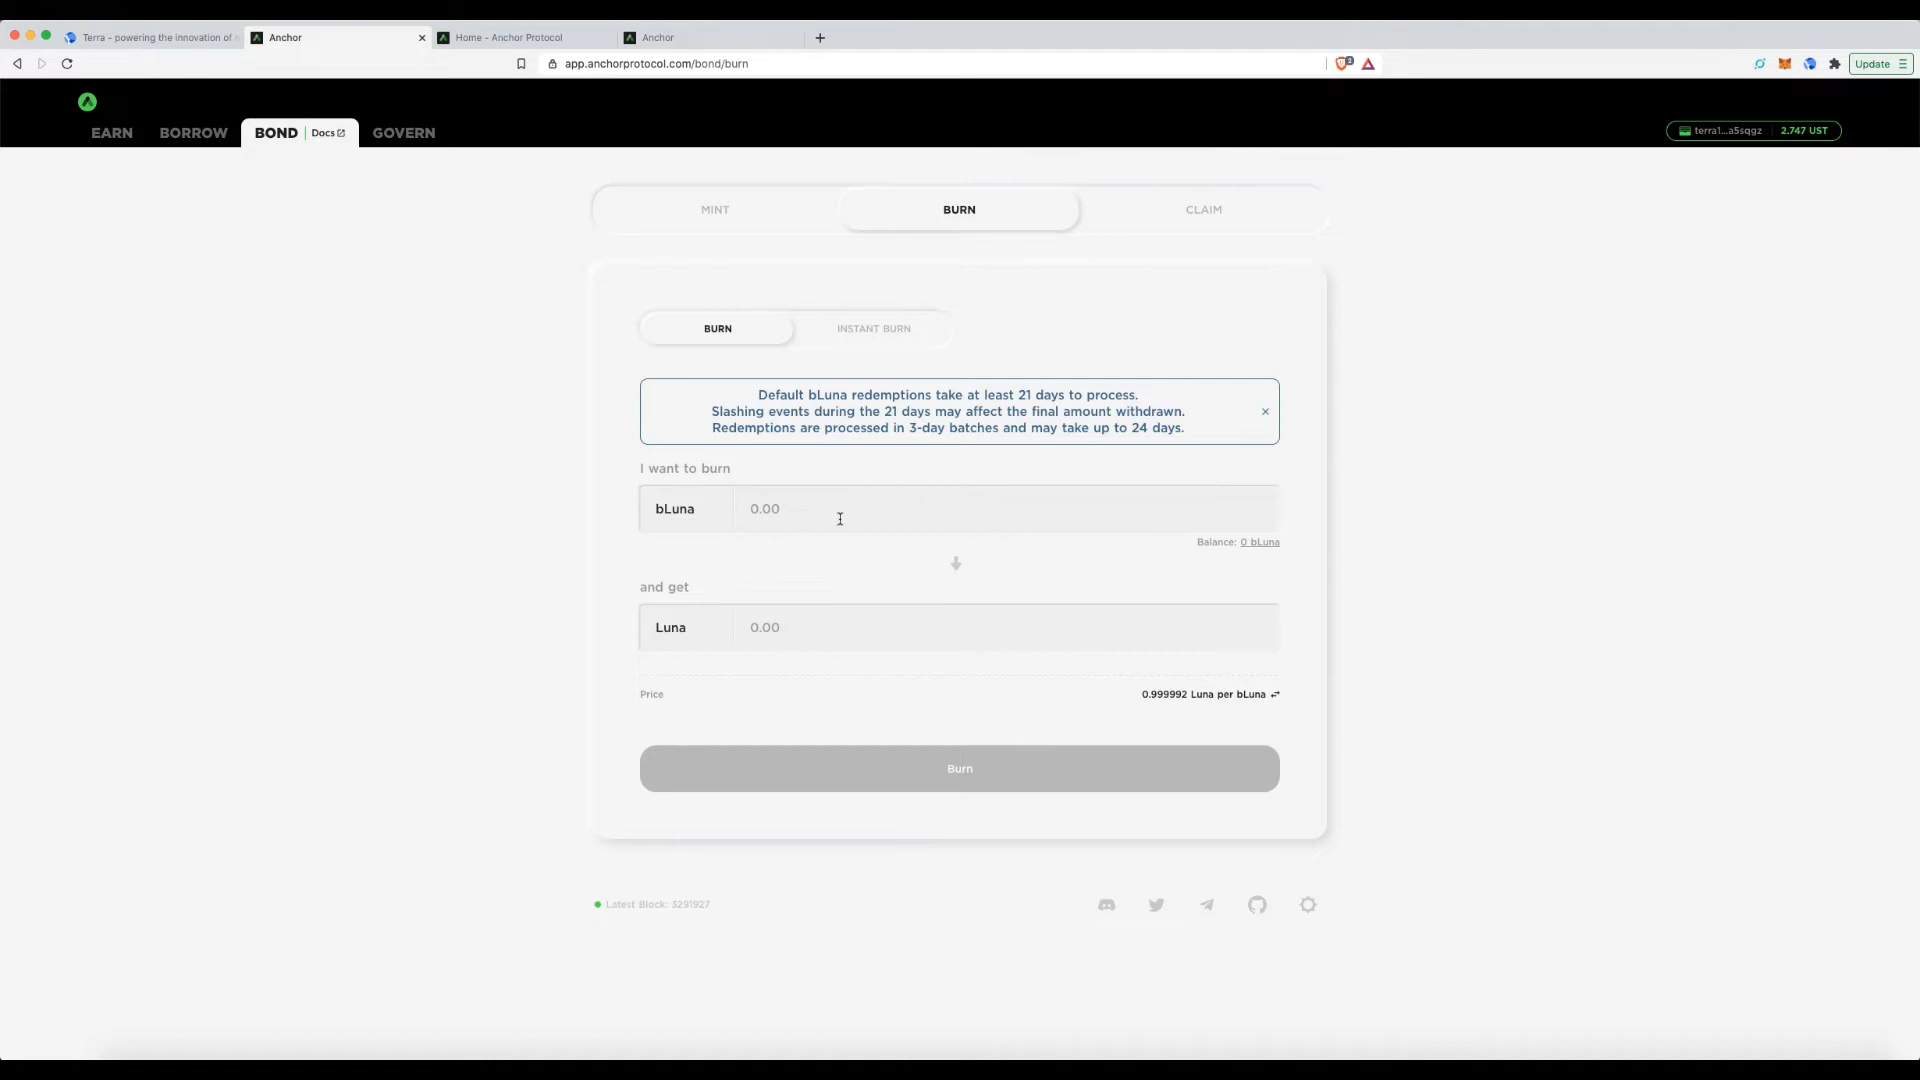 Terra - powering the innovation of
Anchor
Home - Anchor Protocol
Anchor
app.anchorprotocol.com/bond/burn
Update
EARN
BORROW
BOND
Docs
GOVERN
terra1...a5sqgz
2.747 UST
MINT
BURN
CLAIM
BURN
INSTANT BURN
Default bLuna redemptions take at least 21 days to process.
Slashing events during the 21 days may affect the final amount withdrawn.
Redemptions are processed in 3-day batches and may take up to 24 days.
I want to burn
bLuna
0.00
Balance: 0 bLuna
and get
Luna
0.00
Price
0.999992 Luna per bLuna
Burn
Latest Block: 3291927